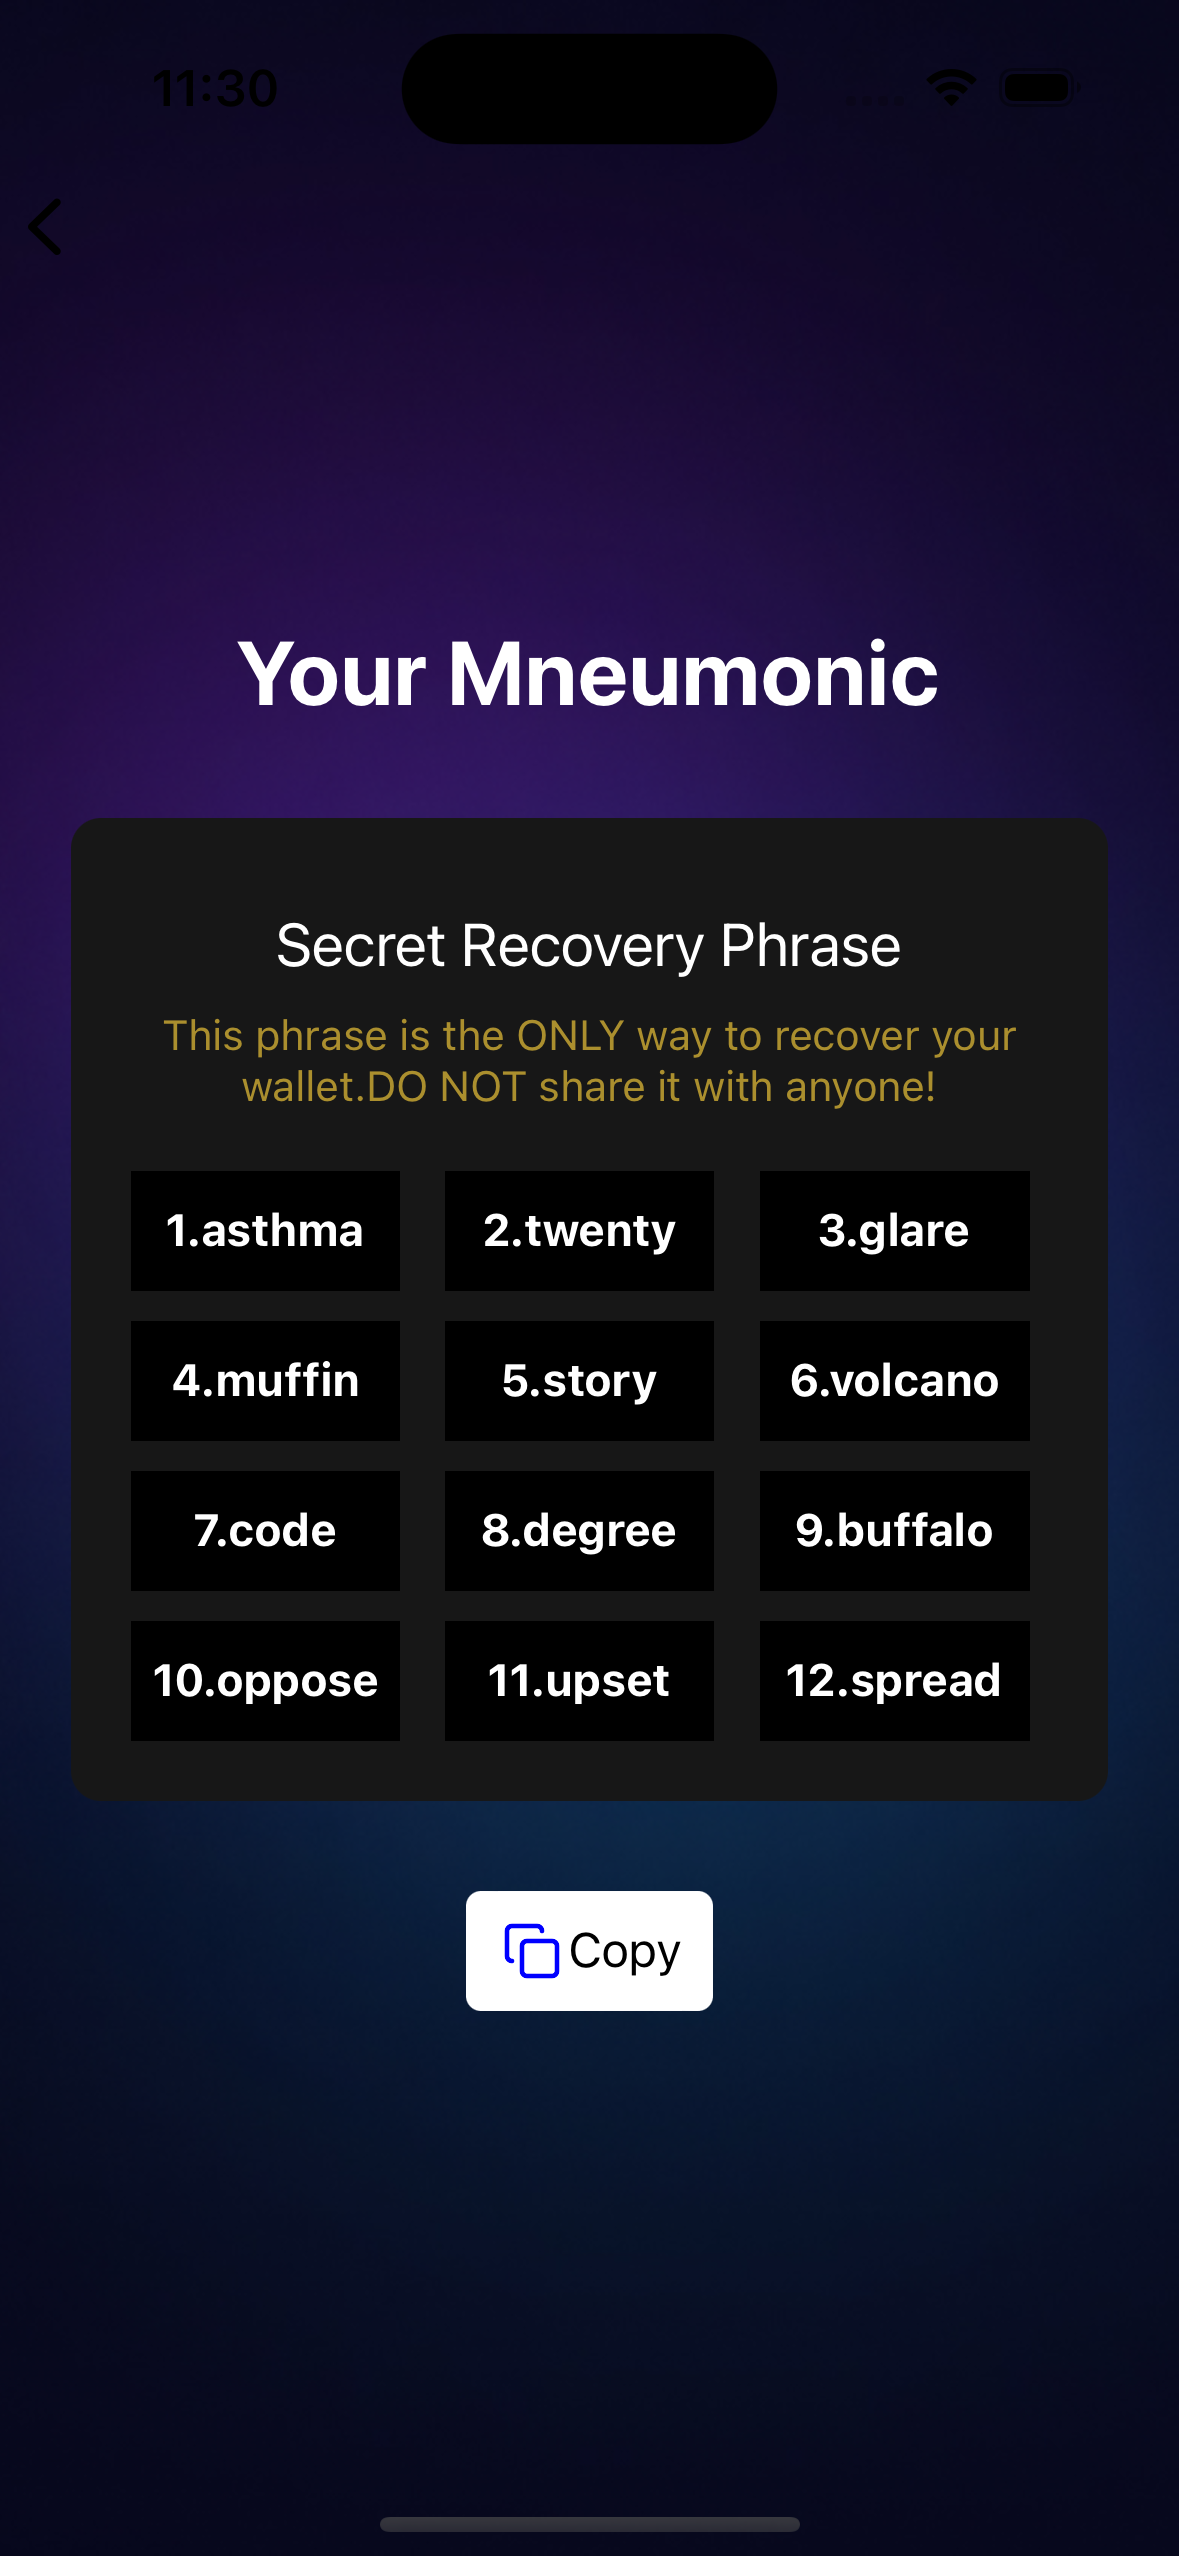 11:30
Your Mneumonic
Secret Recovery Phrase
This phrase is the ONLY way to recover your
wallet.DO NOT share it with anyone!
1.asthma 2.twenty 3.glare
4.muffin 5.story 6.volcano
7.code 8.degree 9.buffalo
10.oppose 11.upset 12.spread
Copy